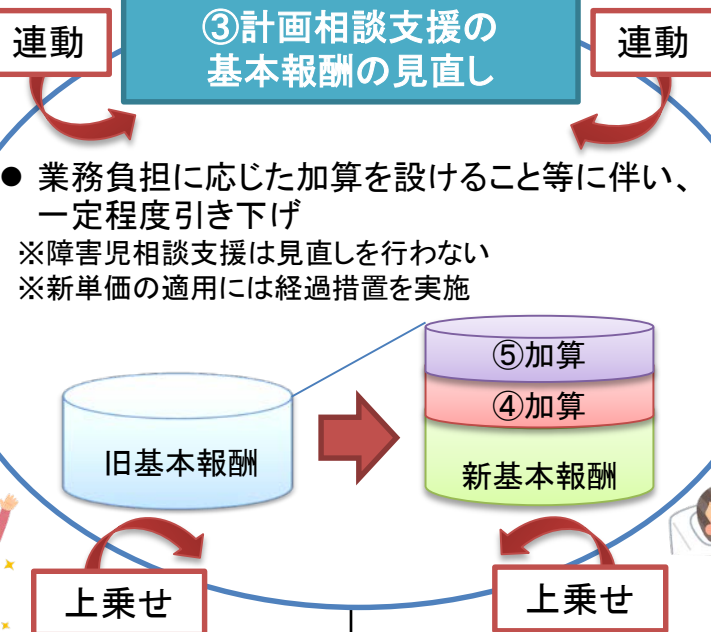 連動
③計画相談支援の
基本報酬の見直し
連動
● 業務負担に応じた加算を設けること等に伴い、
一定程度引き下げ
※障害児相談支援は見直しを行わない
※新単価の適用には経過措置を実施
旧基本報酬
⑤加算
④加算
新基本報酬
上乗せ
上乗せ